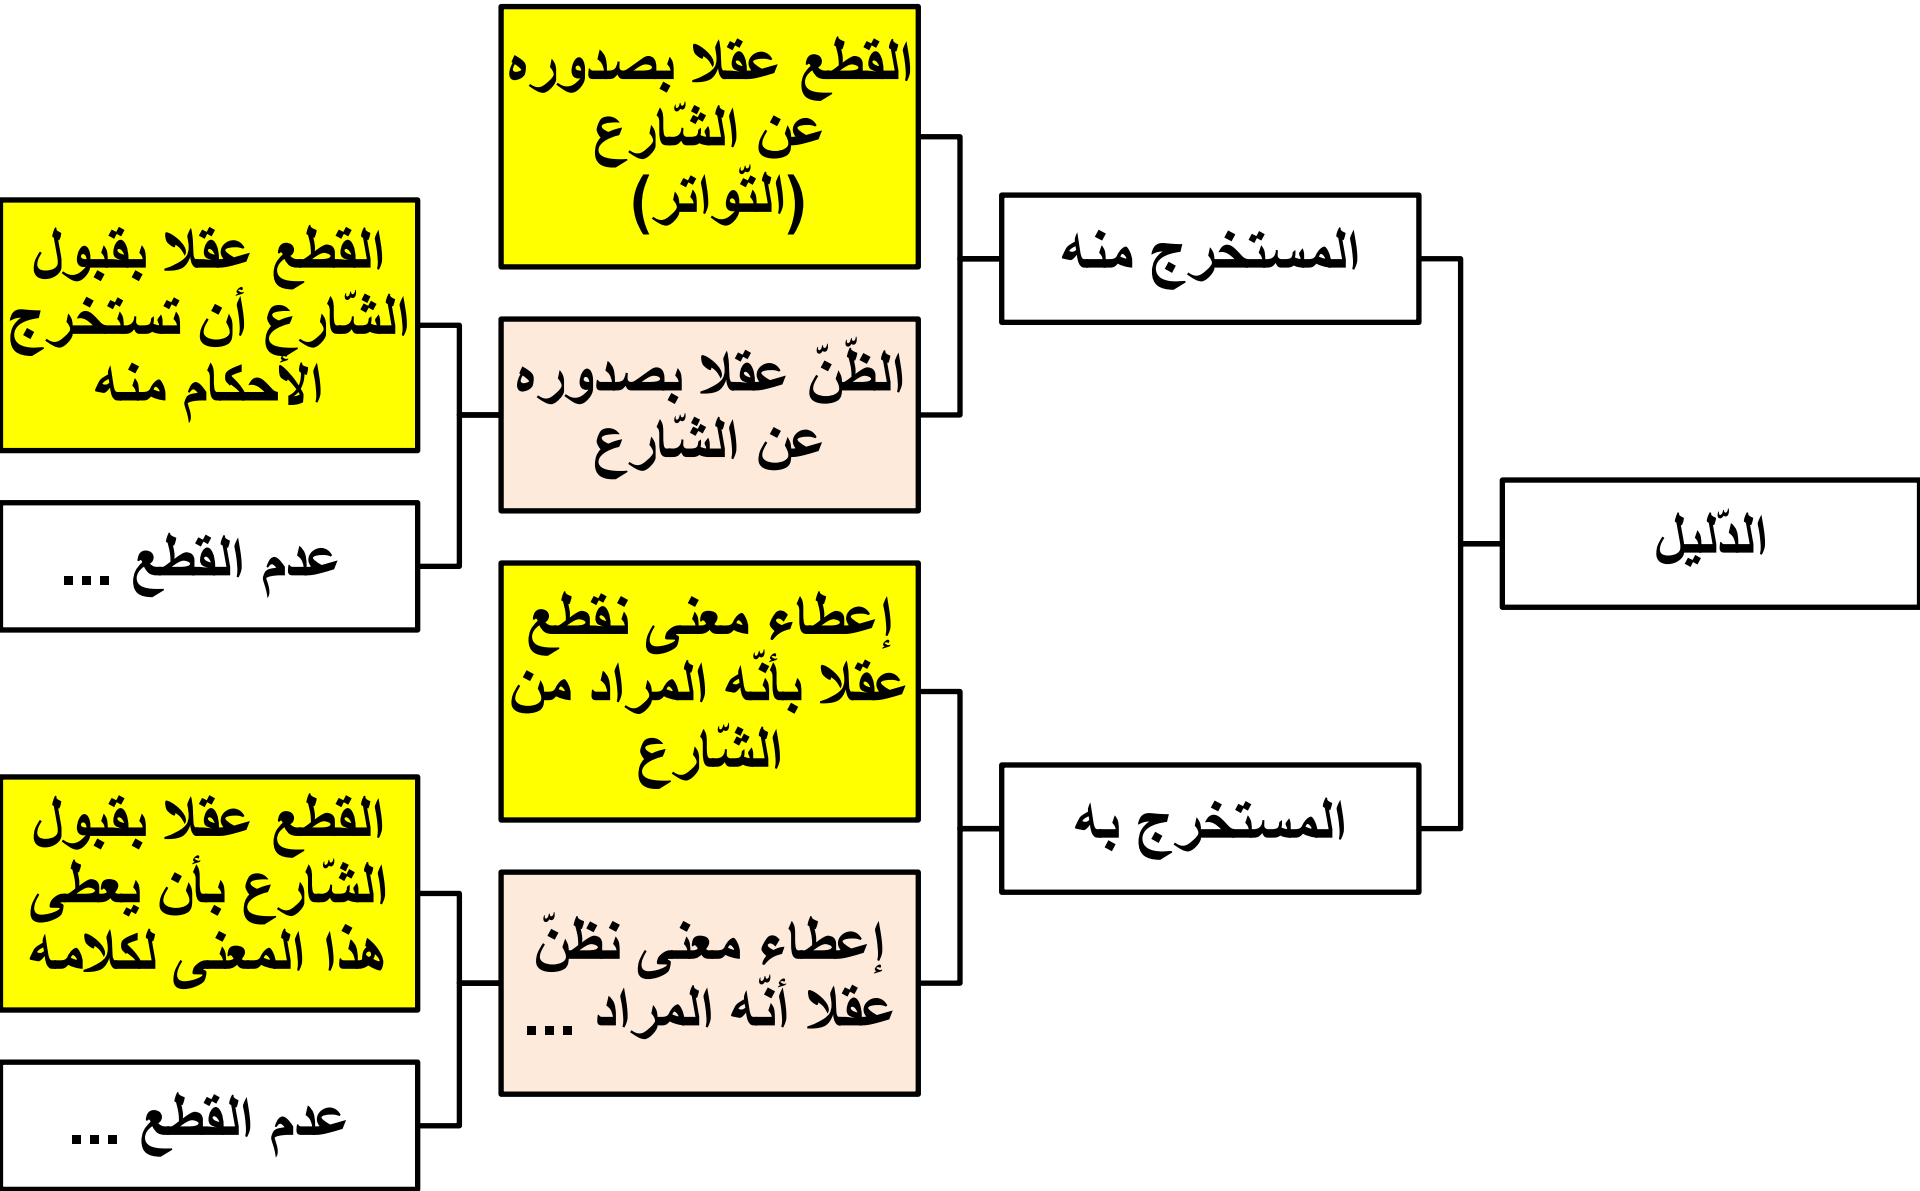 الدّليل
المستخرج منه
القطع عقلا بصدوره
عن الشّارع
(التّواتر)
الظّنّ عقلا بصدوره
عن الشّارع
القطع عقلا بقبول
الشّارع أن تستخرج
الأحكام منه
عدم القطع ...
المستخرج به
إعطاء معنى نقطع
عقلا بأنّه المراد من
الشّارع
إعطاء معنى نظنّ
عقلا أنّه المراد ...
القطع عقلا بقبول
الشّارع بأن يعطى
هذا المعنى لكلامه
عدم القطع ...